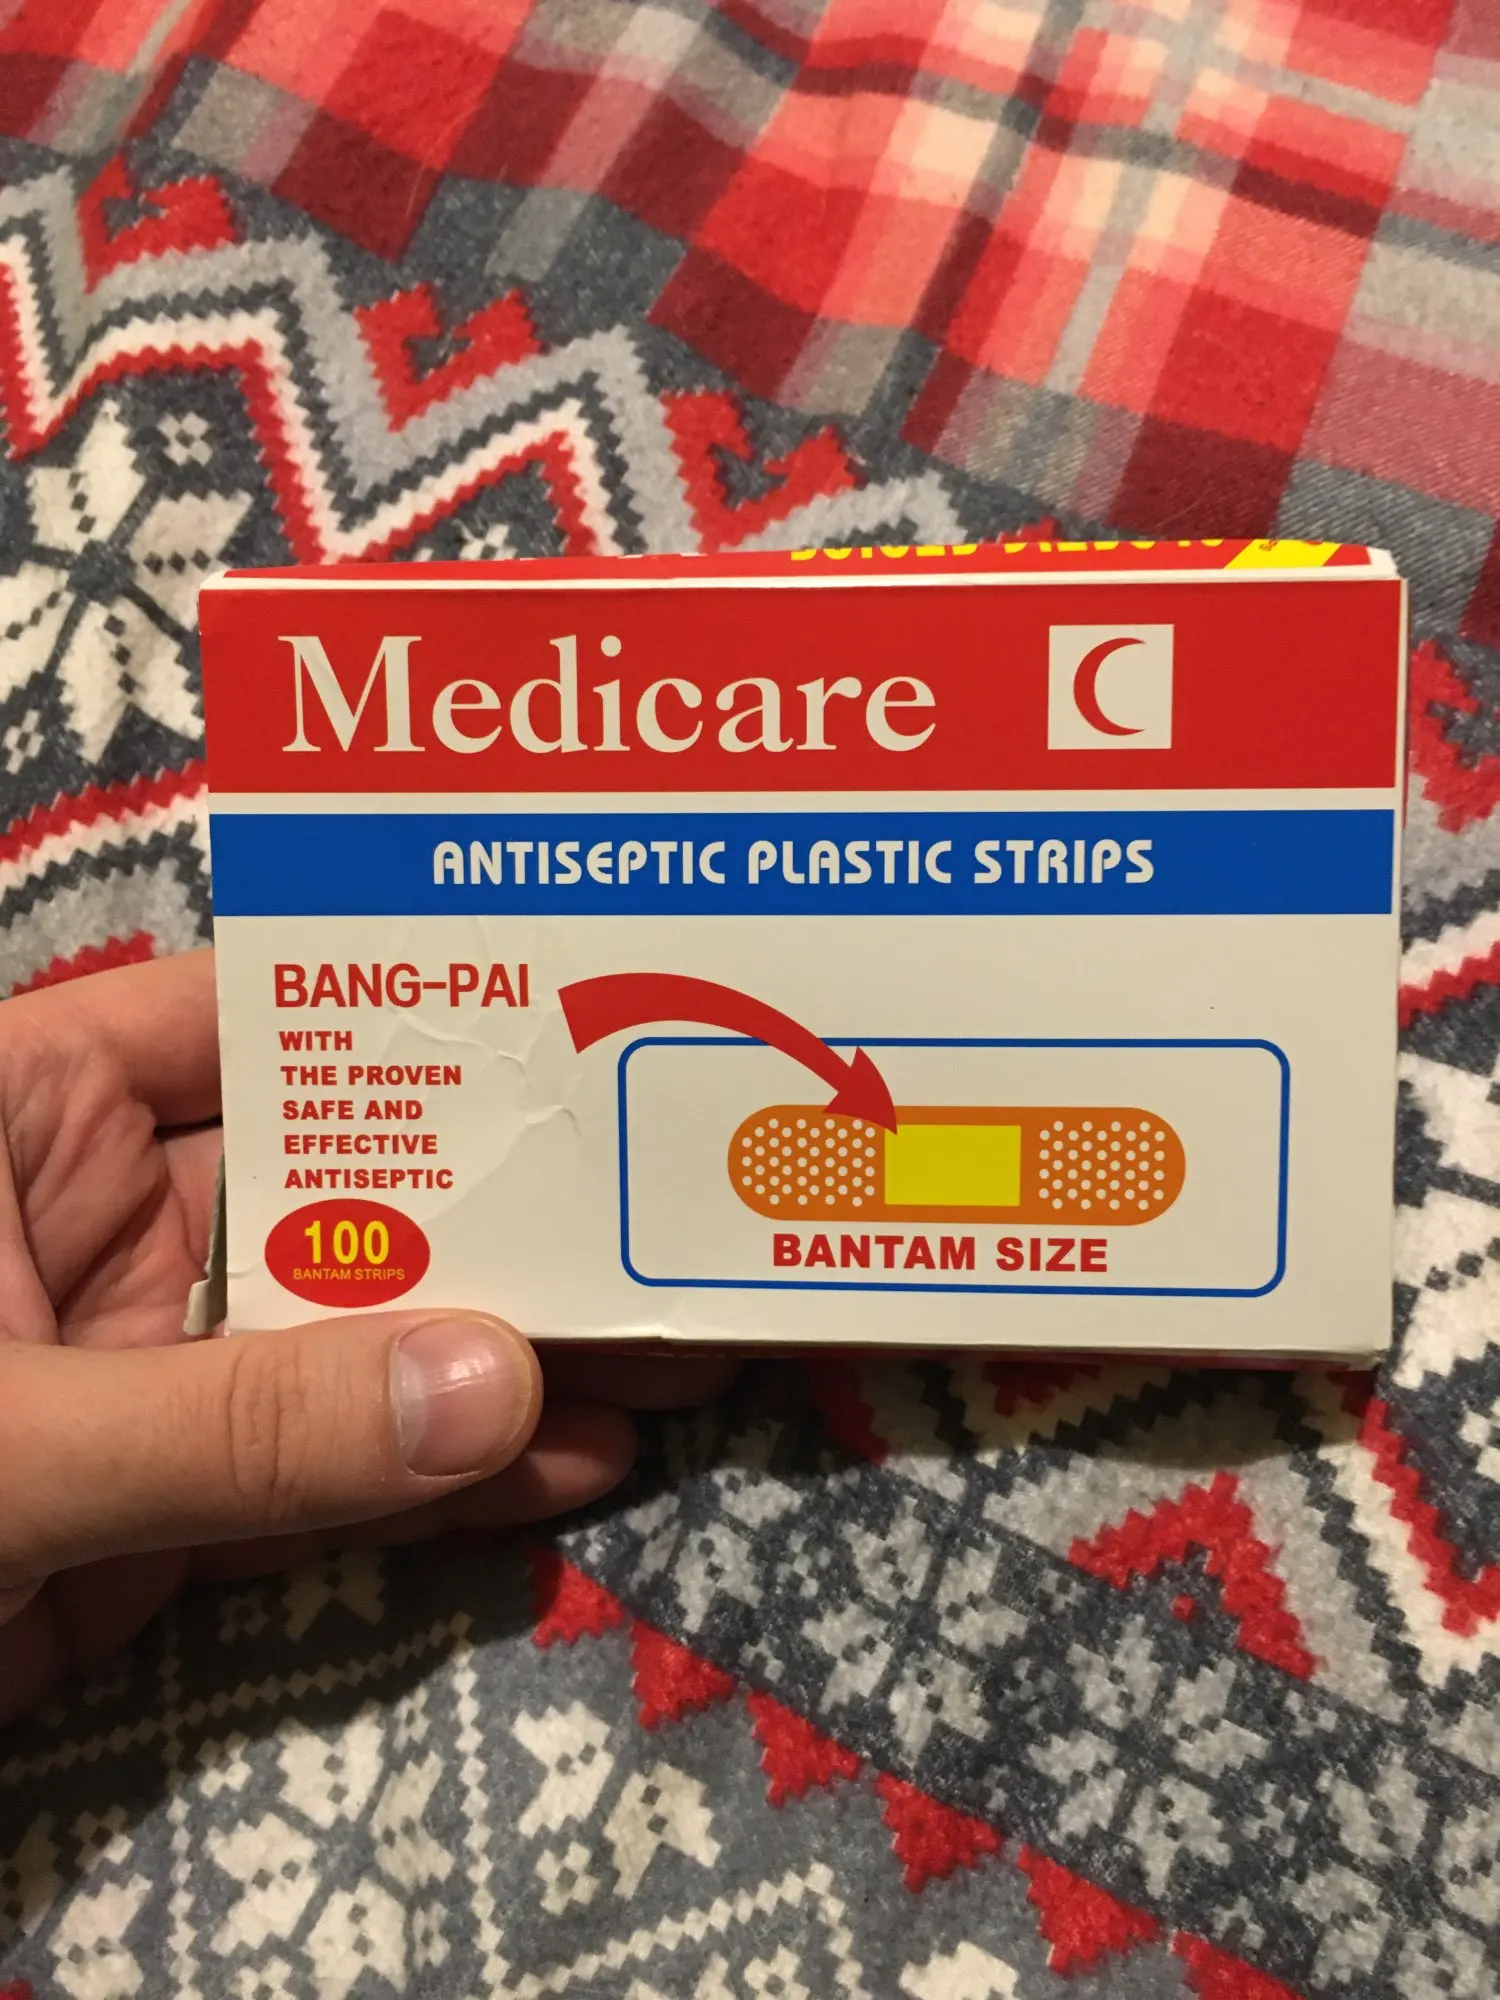 Medicare
ANTISEPTIC PLASTIC STRIPS
BANG-PAI
WITH
THE PROVEN
SAFE AND
EFFECTIVE
ANTISEPTIC
100
BANTAM STRIPS
BANTAM SIZE